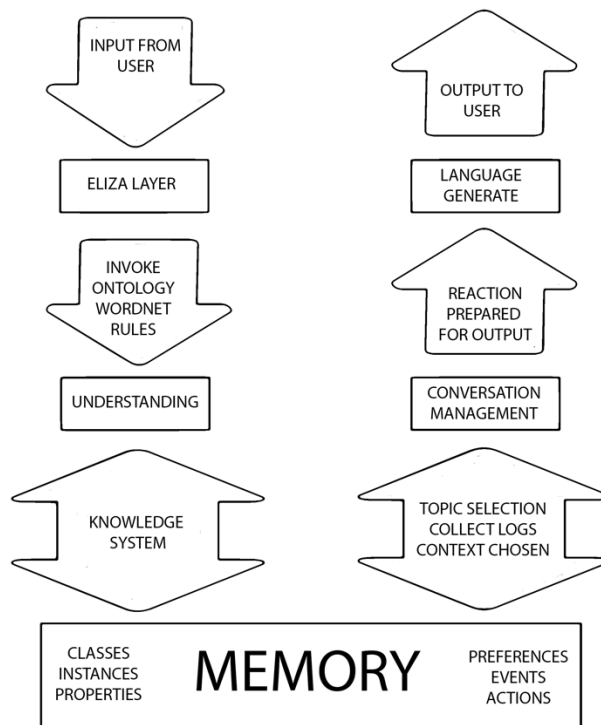 INPUT FROM
USER
ELIZA LAYER
INVOKE
ONTOLOGY
WORDNET
RULES
UNDERSTANDING
KNOWLEDGE
SYSTEM
OUTPUT TO
USER
LANGUAGE
GENERATE
REACTION
PREPARED
FOR OUTPUT
CONVERSATION
MANAGEMENT
TOPIC SELECTION
COLLECT LOGS
CONTEXT CHOSEN
CLASSES
INSTANCES
PROPERTIES
MEMORY
PREFERENCES
EVENTS
ACTIONS